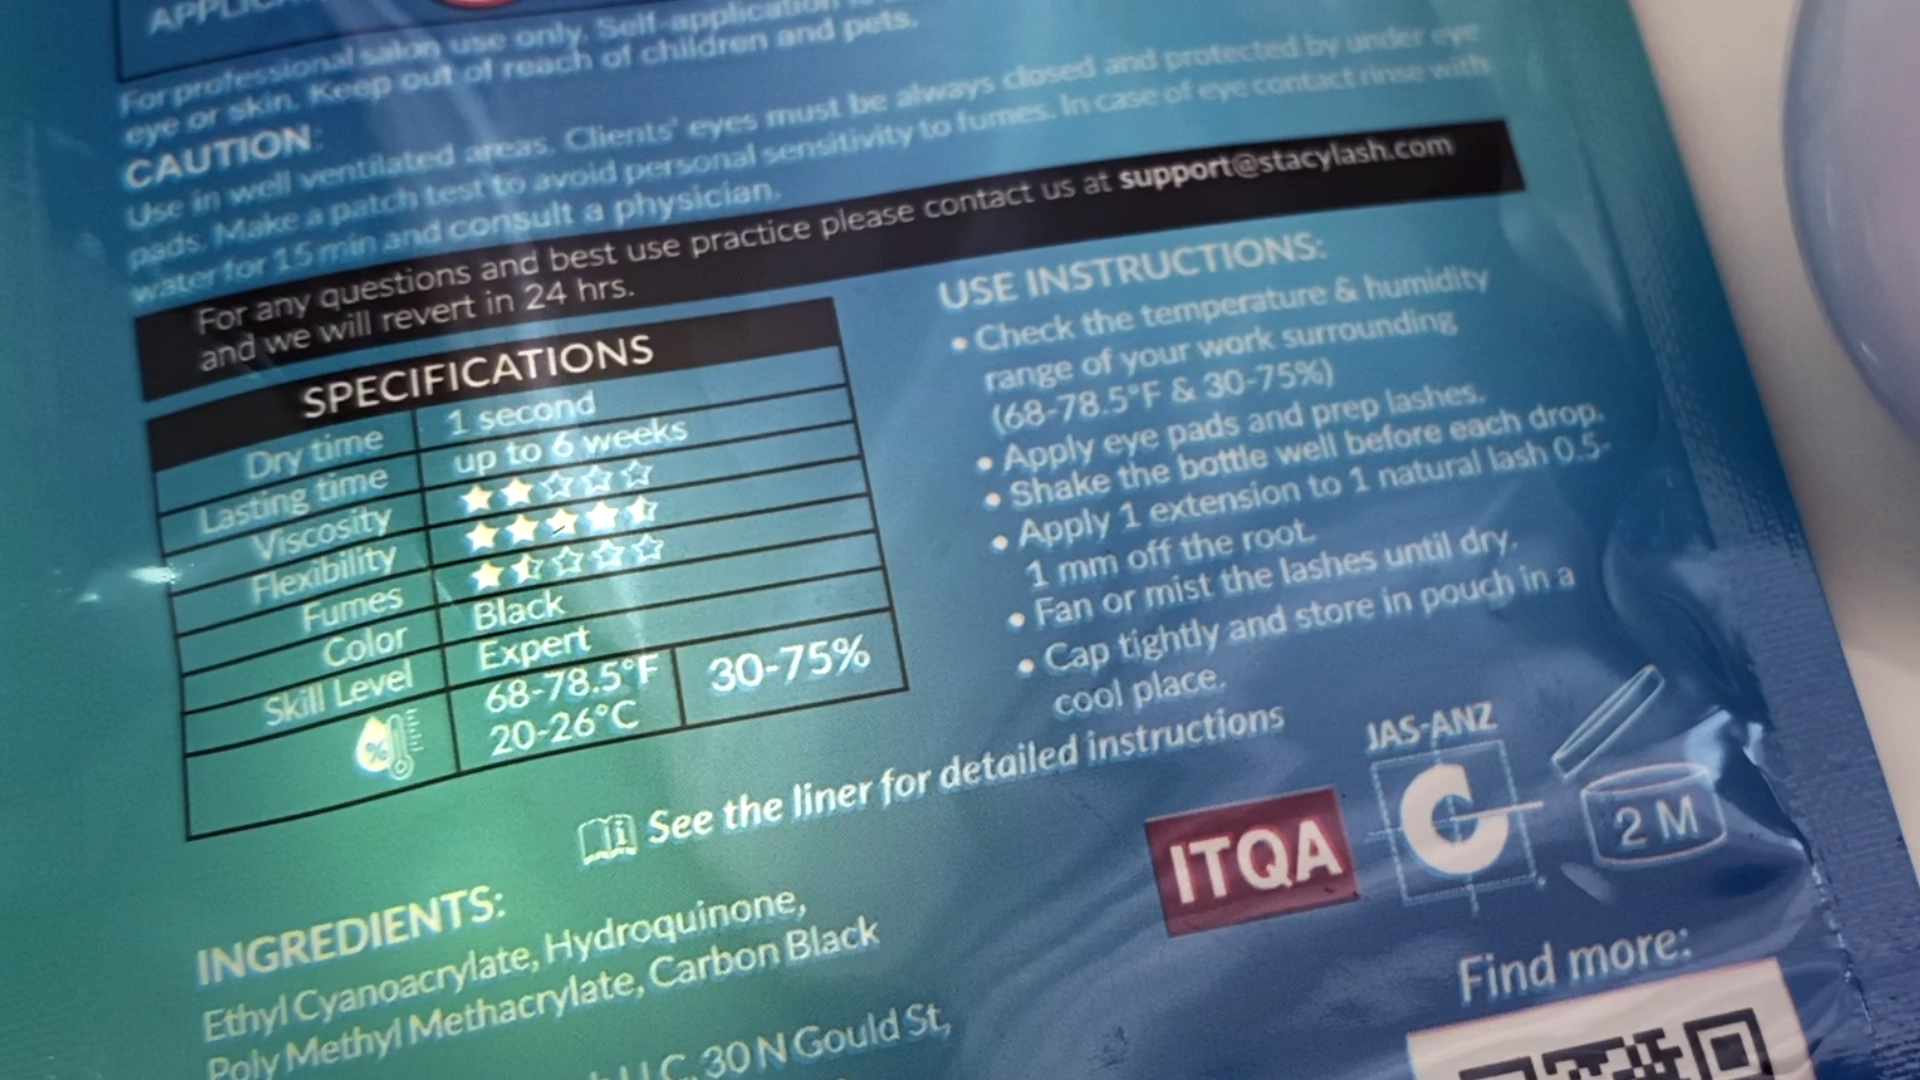 For professional salon use only. Self-application
eye or skin. Keep out of reach of children and pets.
CAUTION:
Use in well ventilated areas. Clients' eyes must be always closed and protected by under eye
pads. Make a patch test to avoid personal sensitivity to fumes. In case of eye contact rinse with
water for 15 min and consult a physician.
For any questions and best use practice please contact us at support@stacylash.com
and we will revert in 24 hrs.
SPECIFICATIONS
Dry time 1 second
Lasting time up to 6 weeks
Viscosity
Flexibility
Fumes
Color Black
Skill Level Expert
% 68-78.5°F 30-75%
20-26°C
USE INSTRUCTIONS:
• Check the temperature & humidity
range of your work surrounding
(68-78.5°F & 30-75%)
• Apply eye pads and prep lashes.
• Shake the bottle well before each drop.
• Apply 1 extension to 1 natural lash 0.5-
1 mm off the root.
• Fan or mist the lashes until dry.
• Cap tightly and store in pouch in a
cool place.
See the liner for detailed instructions
JAS-ANZ
ITQA
2 M
INGREDIENTS:
Ethyl Cyanoacrylate, Hydroquinone,
Poly Methyl Methacrylate, Carbon Black
LLC, 30 N Gould St,
Find more: